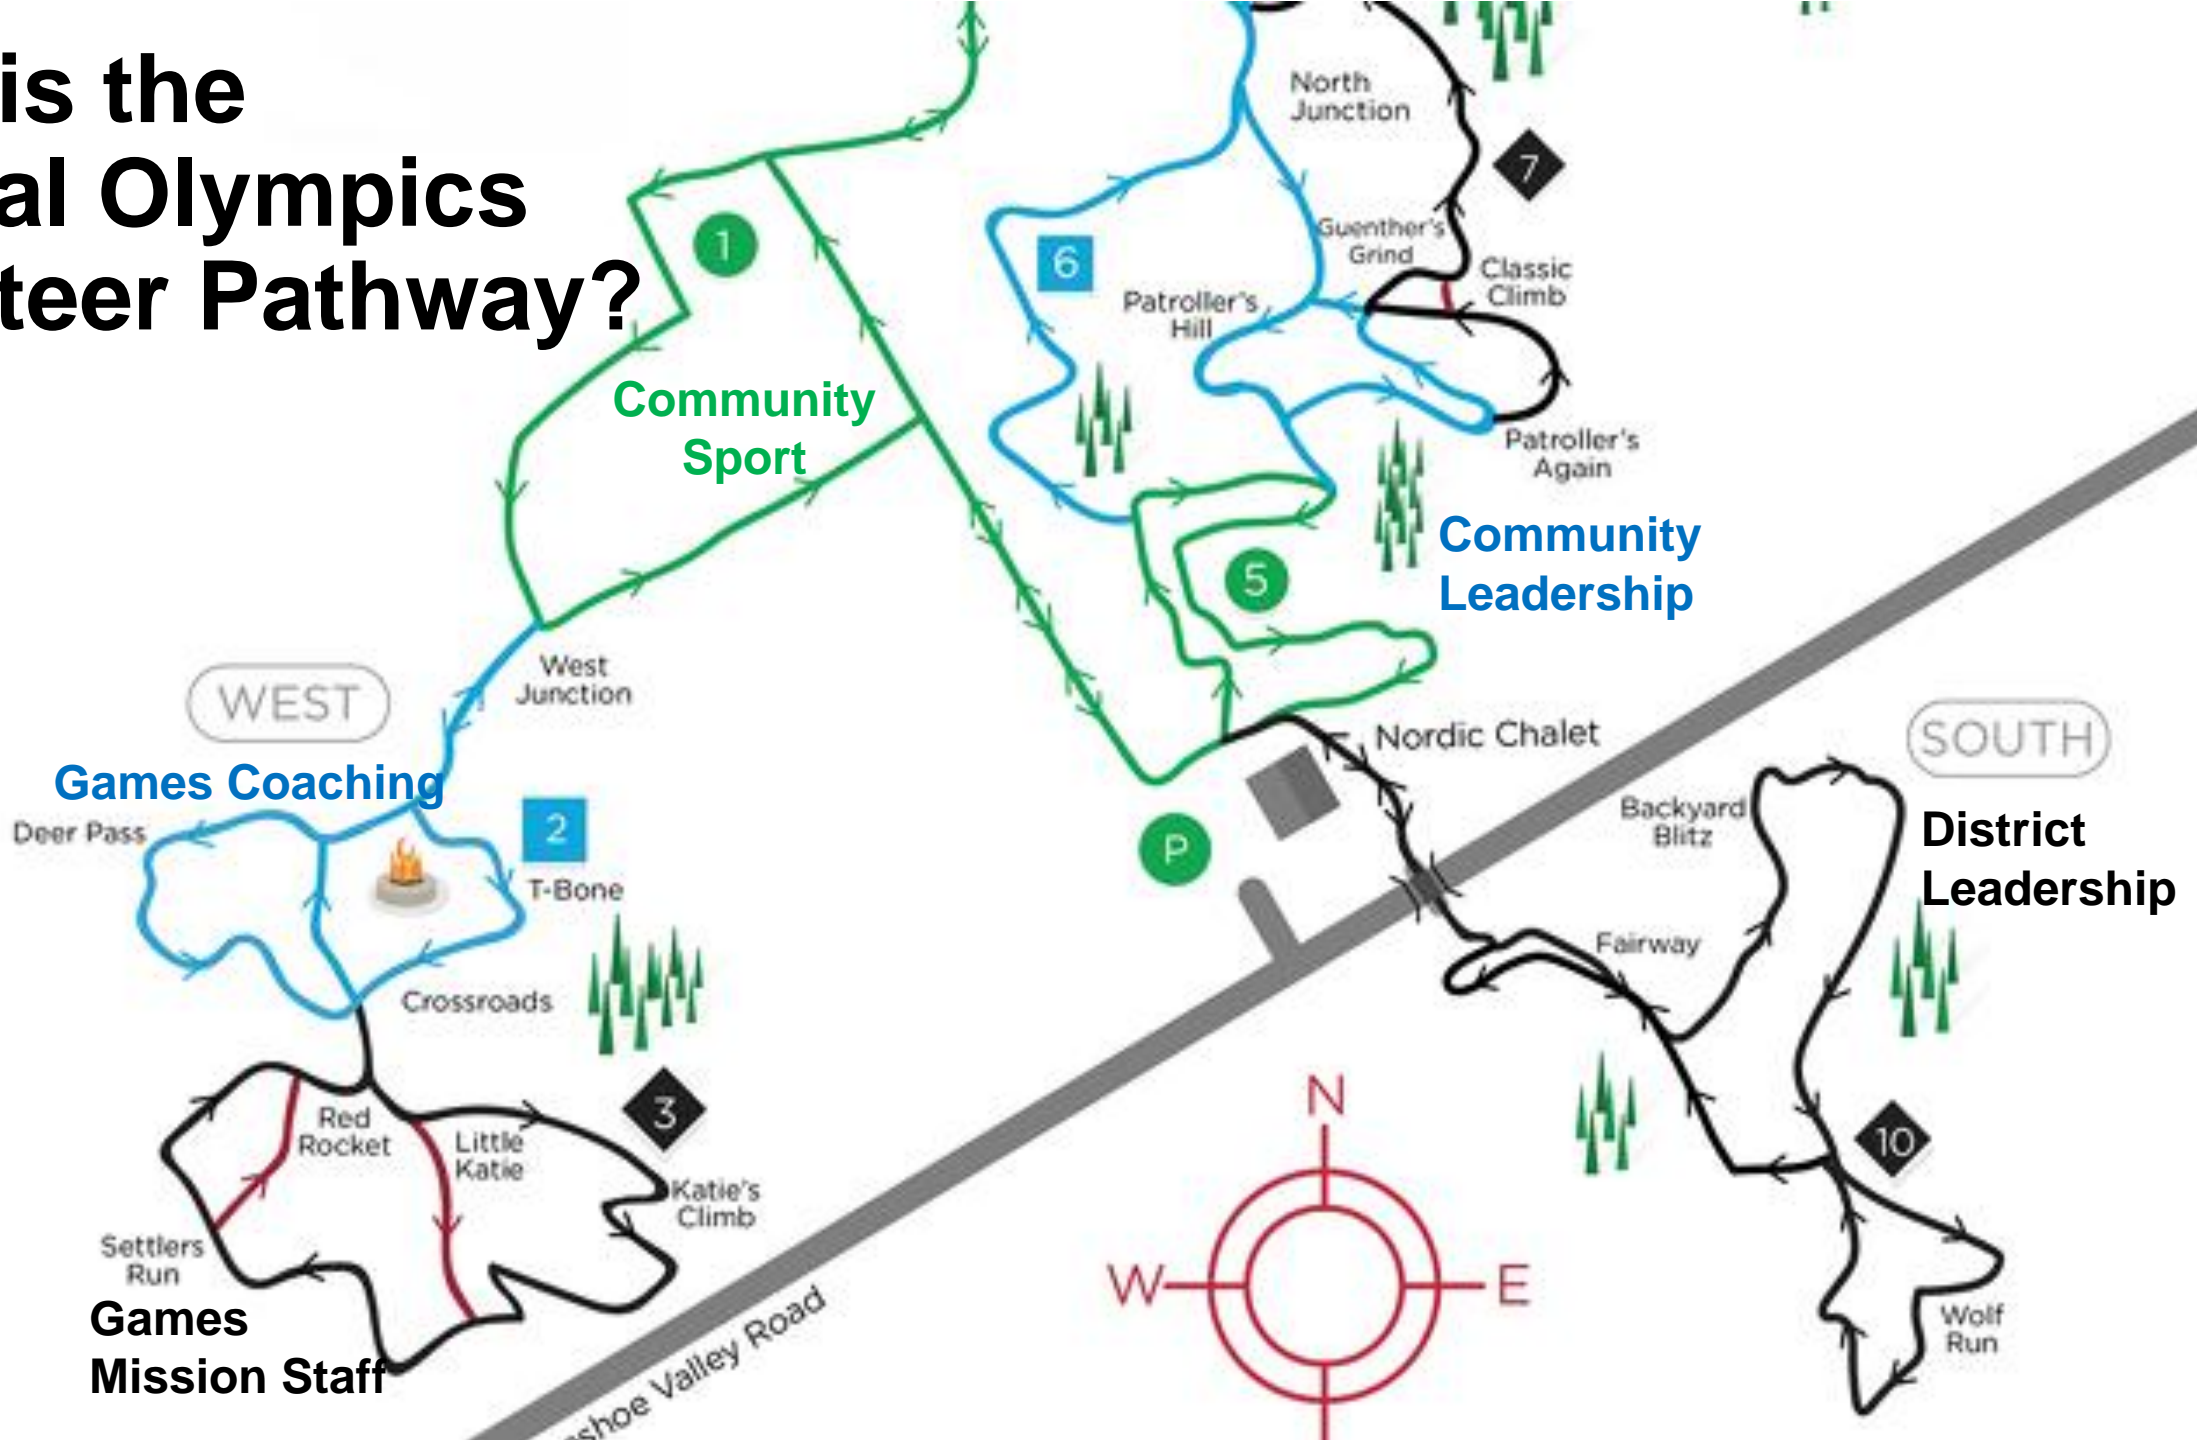 is the
al Olympics
teer Pathway?
North
Junction
7
1
Guenther's
Grind
6
Classic
Climb
Patroller's
Hill
Community
Sport
Patroller's
Again
Community
Leadership
5
West
Junction
WEST
Nordic Chalet
SOUTH
Games Coaching
Deer Pass
2
Backyard
Blitz
District
Leadership
P
T-Bone
Fairway
Crossroads
3
Red
Rocket
Little
Katie
N
10
Katie's
Climb
Settlers
Run
W
E
Games
Mission Staff
shoe Valley Road
Wolf
Run